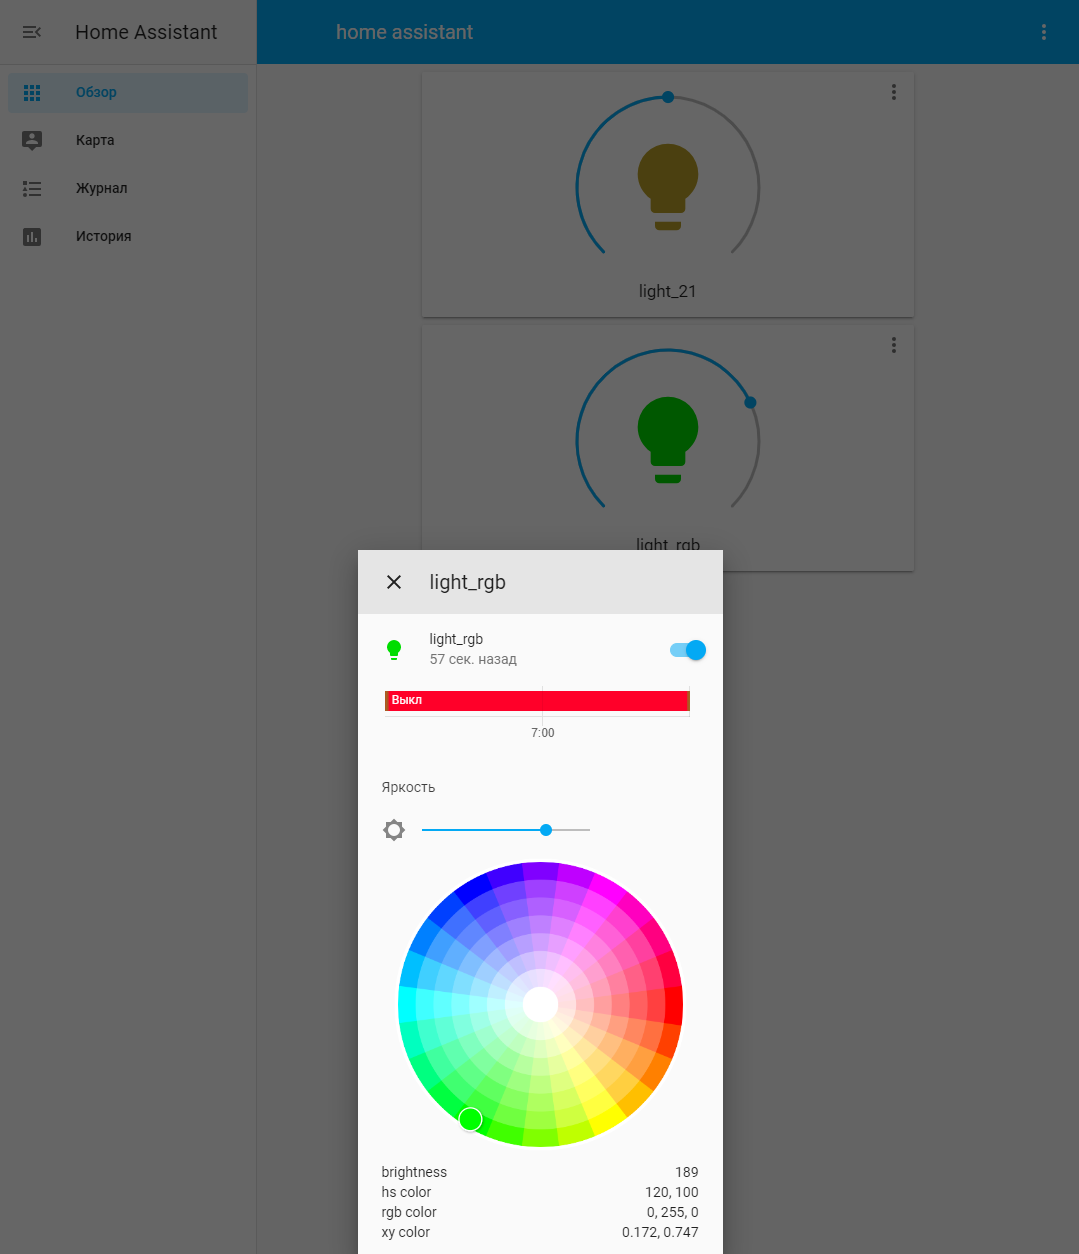 Home Assistant
home assistant
Обзор
Карта
Журнал
История
light_21
light_rgb
light_rgb
light_rgb
57 сек. назад
Выкл
7:00
Яркость
brightness 189
hs color 120, 100
rgb color 0, 255, 0
xy color 0.172, 0.747